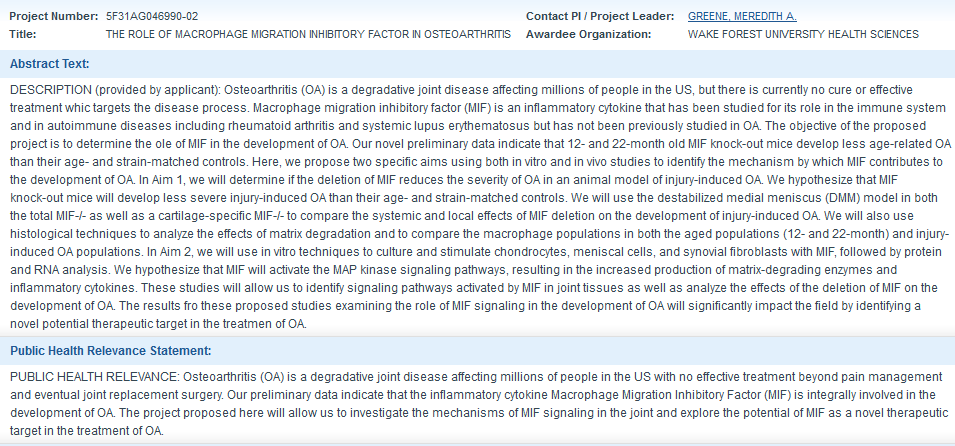 Project Number: 5F31AG046990-02 Contact PI / Project Leader: GREENE, MEREDITH A.
Title: THE ROLE OF MACROPHAGE MIGRATION INHIBITORY FACTOR IN OSTEOARTHRITIS Awardee Organization: WAKE FOREST UNIVERSITY HEALTH SCIENCES
Abstract Text:
DESCRIPTION (provided by applicant): Osteoarthritis (OA) is a degradative joint disease affecting millions of people in the US, but there is currently no cure or effective
treatment whic targets the disease process. Macrophage migration inhibitory factor (MIF) is an inflammatory cytokine that has been studied for its role in the immune system
and in autoimmune diseases including rheumatoid arthritis and systemic lupus erythematosus but has not been previously studied in OA. The objective of the proposed
project is to determine the ole of MIF in the development of OA. Our novel preliminary data indicate that 12- and 22-month old MIF knock-out mice develop less age-related OA
than their age- and strain-matched controls. Here, we propose two specific aims using both in vitro and in vivo studies to identify the mechanism by which MIF contributes to
the development of OA. In Aim 1, we will determine if the deletion of MIF reduces the severity of OA in an animal model of injury-induced OA. We hypothesize that MIF
knock-out mice will develop less severe injury-induced OA than their age- and strain-matched controls. We will use the destabilized medial meniscus (DMM) model in both
the total MIF-/- as well as a cartilage-specific MIF-/- to compare the systemic and local effects of MIF deletion on the development of injury-induced OA. We will also use
histological techniques to analyze the effects of matrix degradation and to compare the macrophage populations in both the aged populations (12- and 22-month) and injury-
induced OA populations. In Aim 2, we will use in vitro techniques to culture and stimulate chondrocytes, meniscal cells, and synovial fibroblasts with MIF, followed by protein
and RNA analysis. We hypothesize that MIF will activate the MAP kinase signaling pathways, resulting in the increased production of matrix-degrading enzymes and
inflammatory cytokines. These studies will allow us to identify signaling pathways activated by MIF in joint tissues as well as analyze the effects of the deletion of MIF on the
development of OA. The results fro these proposed studies examining the role of MIF signaling in the development of OA will significantly impact the field by identifying a
novel potential therapeutic target in the treatmen of OA.
Public Health Relevance Statement:
PUBLIC HEALTH RELEVANCE: Osteoarthritis (OA) is a degradative joint disease affecting millions of people in the US with no effective treatment beyond pain management
and eventual joint replacement surgery. Our preliminary data indicate that the inflammatory cytokine Macrophage Migration Inhibitory Factor (MIF) is integrally involved in the
development of OA. The project proposed here will allow us to investigate the mechanisms of MIF signaling in the joint and explore the potential of MIF as a novel therapeutic
target in the treatment of OA.